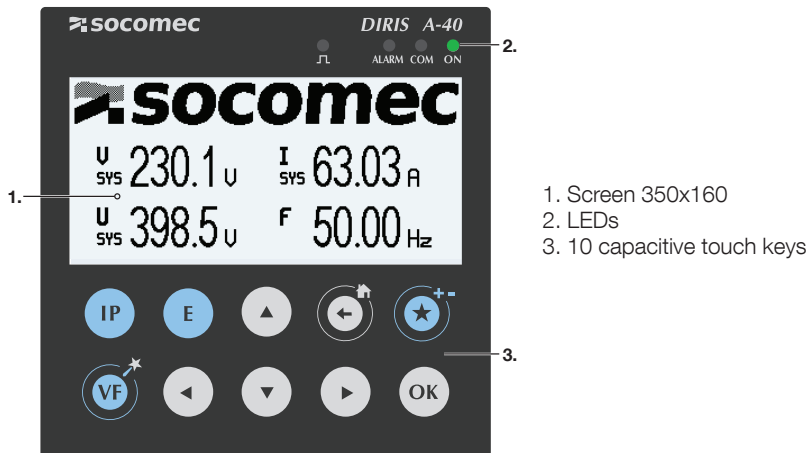 socomec
DIRIS A-40
ALARM COM ON
2.
socomec
V SYS 230.1 V
I SYS 63.03 A
1.
U SYS 398.5 V
F 50.00 Hz
1. Screen 350x160
2. LEDs
3. 10 capacitive touch keys
IP
E
+ -
3.
VF
OK